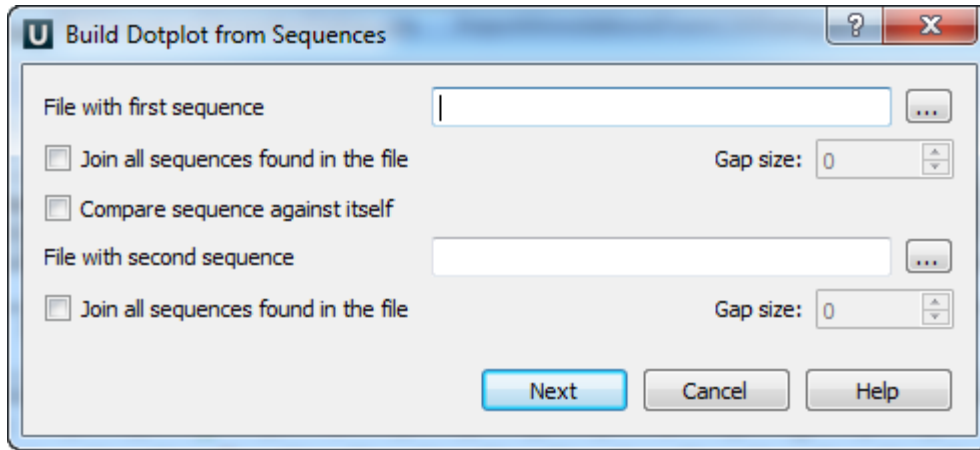 U Build Dotplot from Sequences ?
File with first sequence ...
Join all sequences found in the file Gap size: 0
Compare sequence against itself
File with second sequence ...
Join all sequences found in the file Gap size: 0
Next Cancel Help